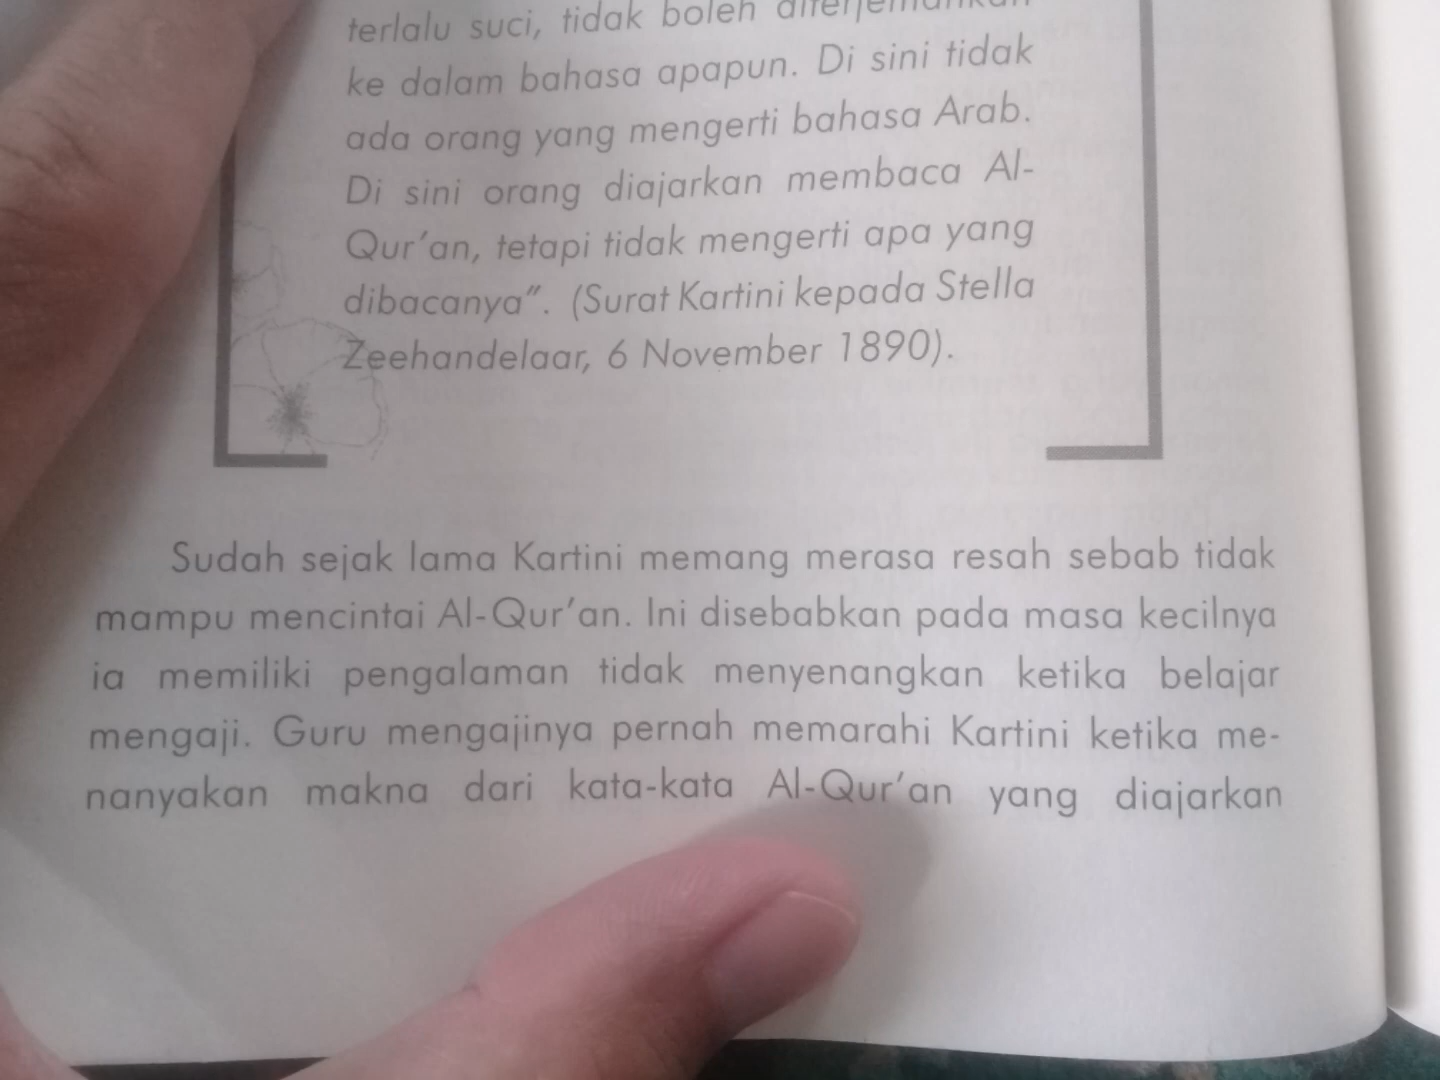 terlalu suci, tidak boleh diterjemahkan
ke dalam bahasa apapun. Di sini tidak
ada orang yang mengerti bahasa Arab.
Di sini orang diajarkan membaca Al-
Qur’an, tetapi tidak mengerti apa yang
dibacanya”. (Surat Kartini kepada Stella
Zeehandelaar, 6 November 1890).
Sudah sejak lama Kartini memang merasa resah sebab tidak
mampu mencintai Al-Qur’an. Ini disebabkan pada masa kecilnya
ia memiliki pengalaman tidak menyenangkan ketika belajar
mengaji. Guru mengajinya pernah memarahi Kartini ketika me-
nanyakan makna dari kata-kata Al-Qur’an yang diajarkan